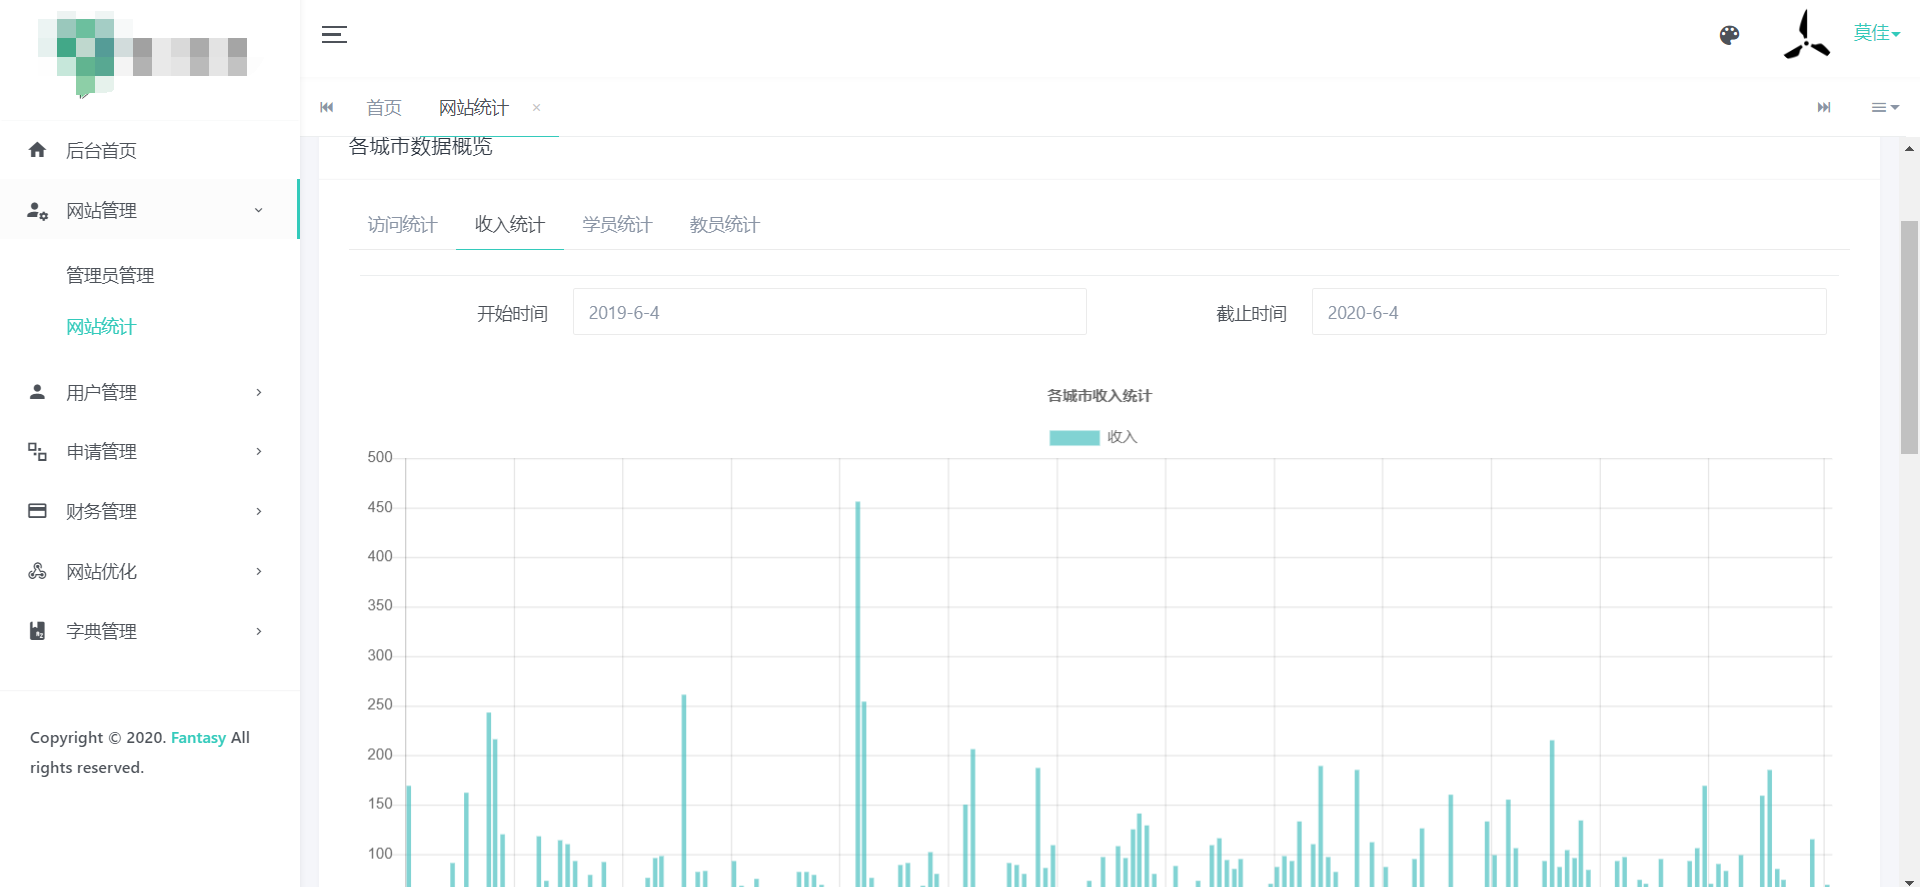 莫佳
首页
网站统计
后台首页
网站管理
管理员管理
网站统计
用户管理
申请管理
财务管理
网站优化
字典管理
Copyright © 2020. Fantasy All
rights reserved.
各城市数据概览
访问统计
收入统计
学员统计
教员统计
开始时间
2019-6-4
截止时间
2020-6-4
各城市收入统计
收入
500
450
400
350
300
250
200
150
100